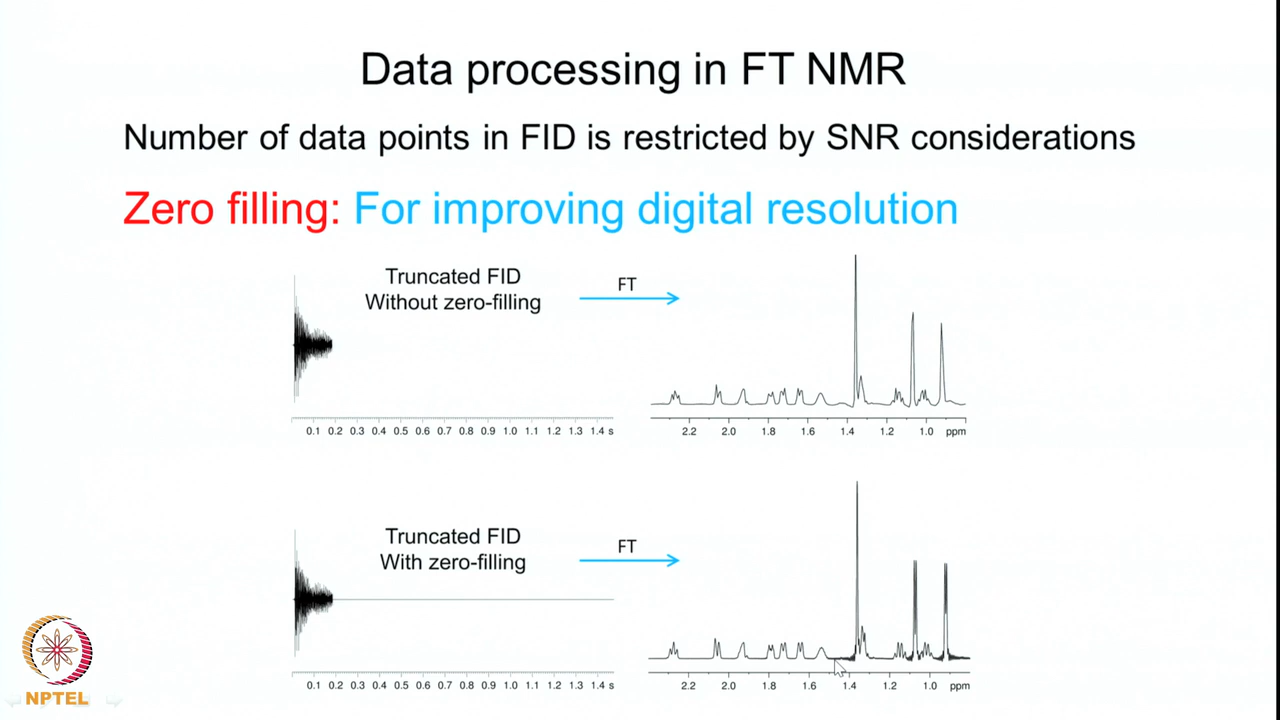 Data processing in FT NMR
Number of data points in FID is restricted by SNR considerations
Zero filling: For improving digital resolution
Truncated FID
Without zero-filling
FT
0.1 0.2 0.3 0.4 0.5 0.6 0.7 0.8 0.9 1.0 1.1 1.2 1.3 1.4 s
2.2 2.0 1.8 1.6 1.4 1.2 1.0 ppm
Truncated FID
With zero-filling
FT
0.1 0.2 0.3 0.4 0.5 0.6 0.7 0.8 0.9 1.0 1.1 1.2 1.3 1.4 s
2.2 2.0 1.8 1.6 1.4 1.2 1.0 ppm
NPTEL